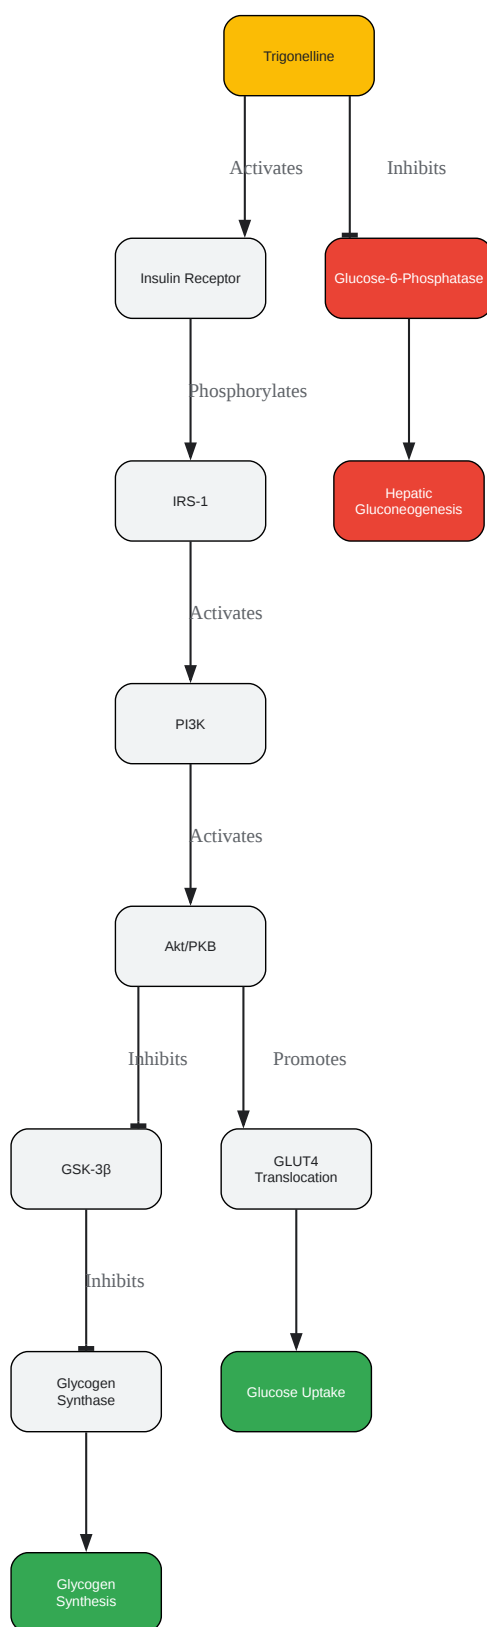 Trigonelline
Activates
Inhibits
Insulin Receptor
Glucose-6-Phosphatase
Phosphorylates
IRS-1
Hepatic
Gluconeogenesis
Activates
PI3K
Activates
Akt/PKB
Inhibits
Promotes
GSK-3β
GLUT4
Translocation
Inhibits
Glycogen
Synthase
Glucose Uptake
Glycogen
Synthesis